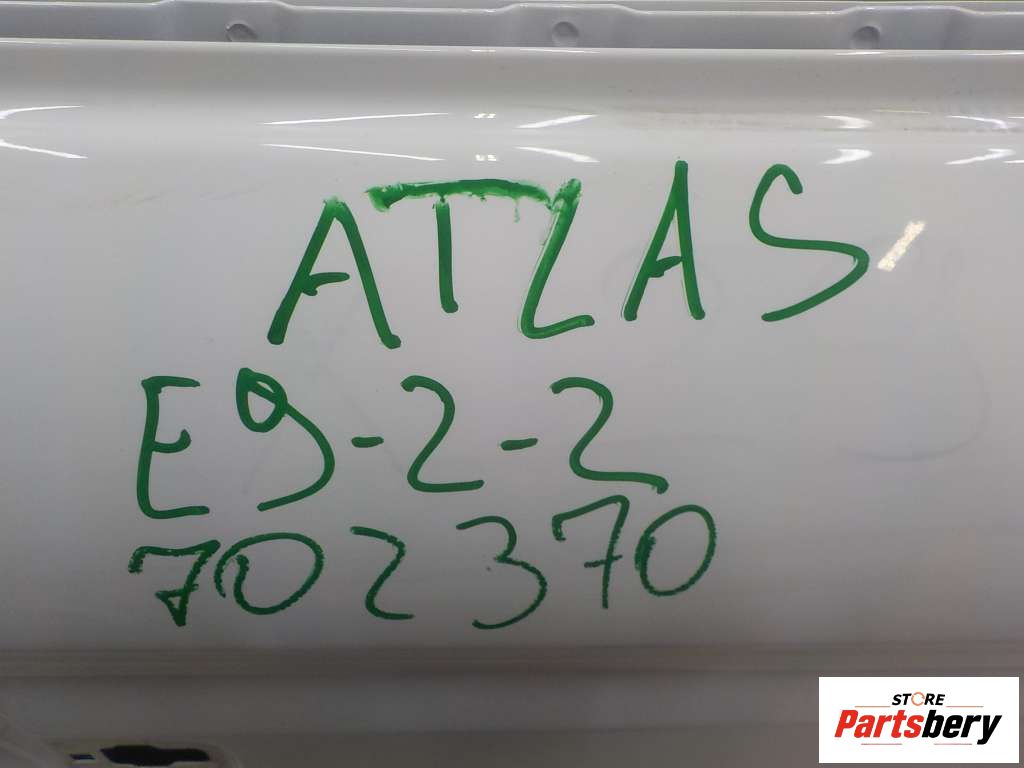 ATLAS
E9-2-2
702370
STORE
Partsbery